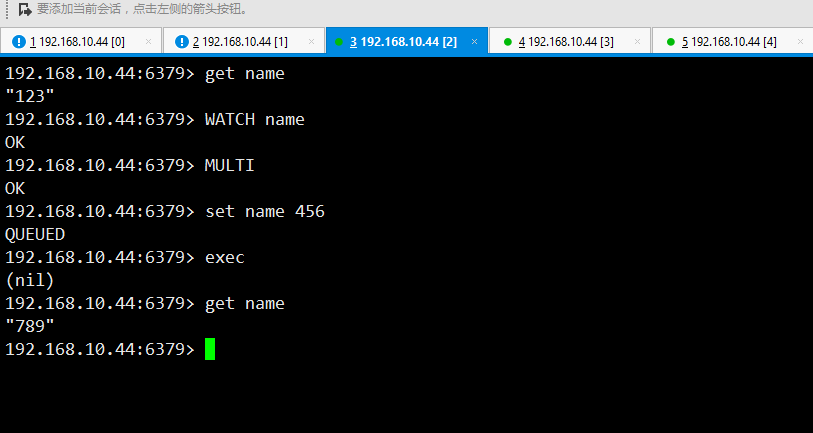 要添加当前会话，点击左侧的箭头按钮。
1 192.168.10.44 [0] × 2 192.168.10.44 [1] × 3 192.168.10.44 [2] × 4 192.168.10.44 [3] × 5 192.168.10.44 [4] ×
192.168.10.44:6379> get name
"123"
192.168.10.44:6379> WATCH name
OK
192.168.10.44:6379> MULTI
OK
192.168.10.44:6379> set name 456
QUEUED
192.168.10.44:6379> exec
(nil)
192.168.10.44:6379> get name
"789"
192.168.10.44:6379>